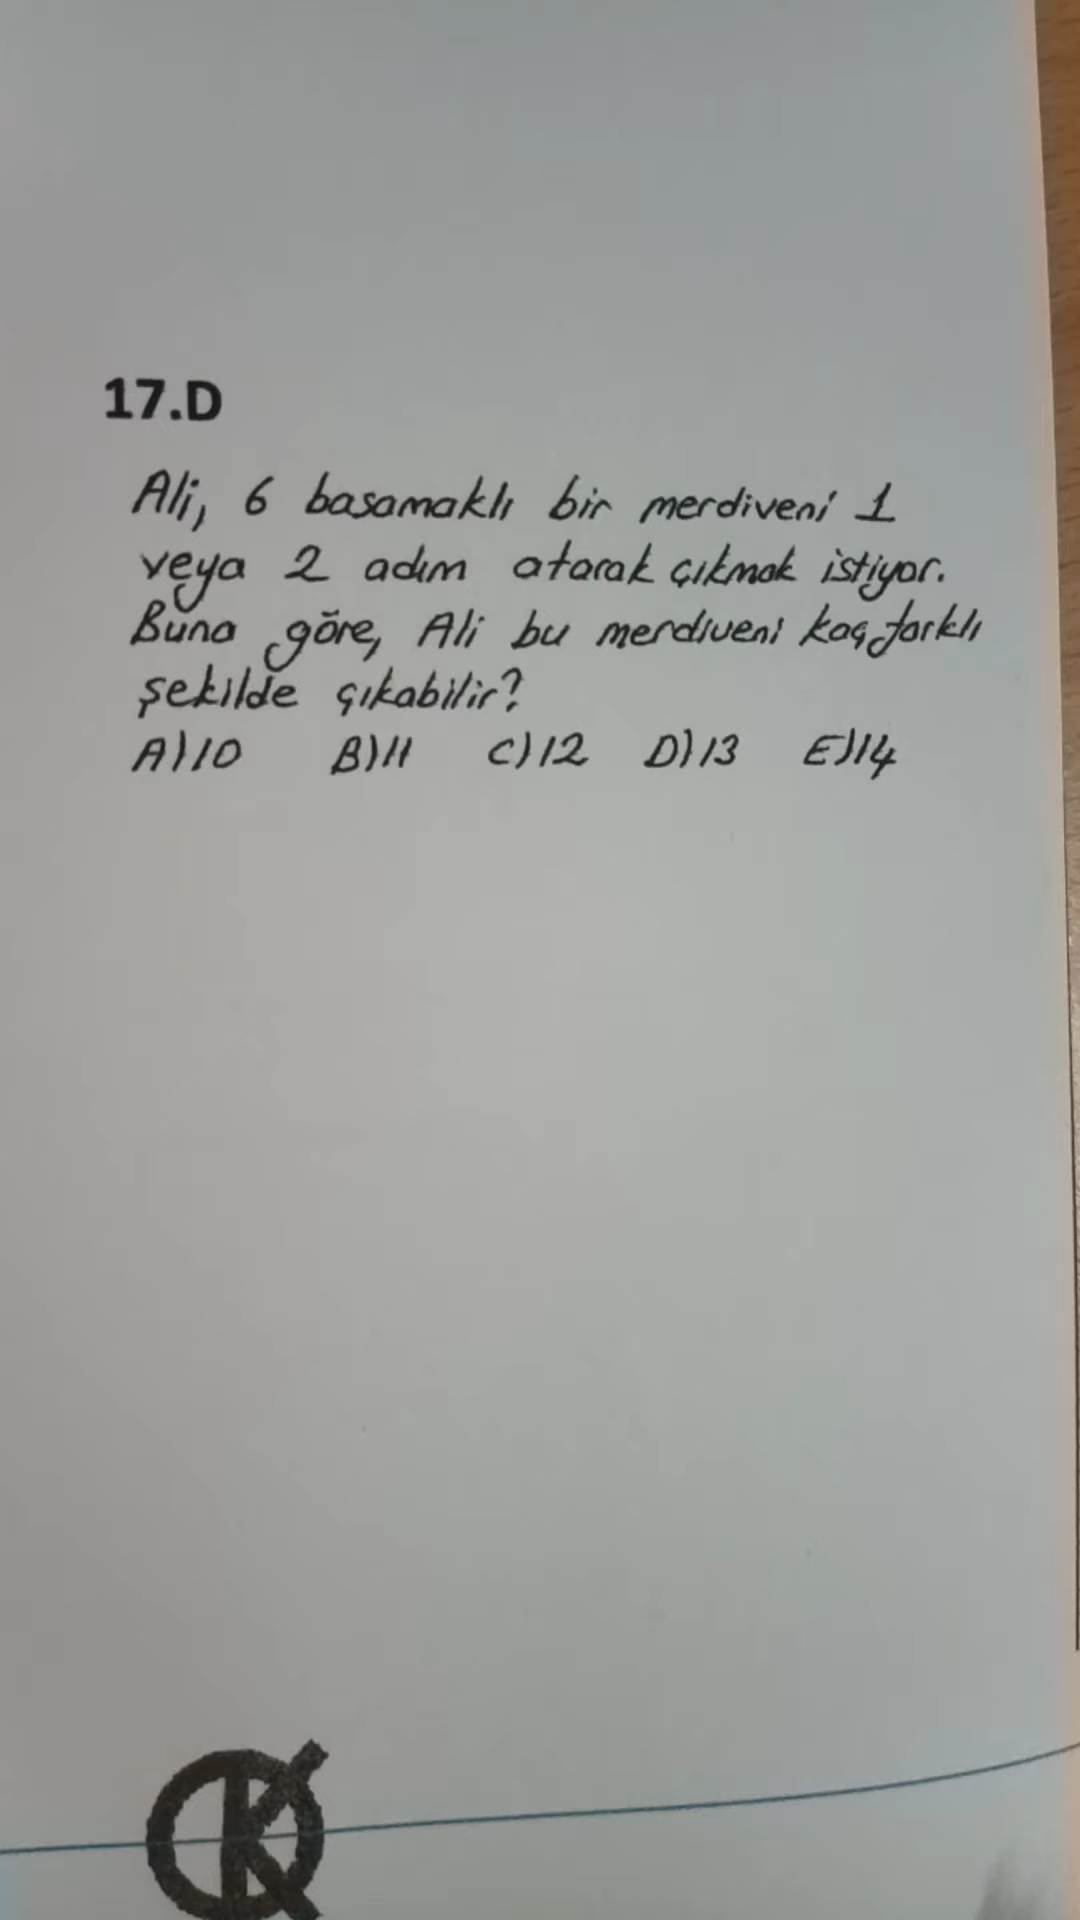 17.D
Ali, 6 basamaklı bir merdiveni 1
veya 2 adım atarak çıkmak istiyor.
Buna göre, Ali bu merdiveni kaç farklı
şekilde çıkabilir?
A) 10 B) 11 C) 12 D) 13 E) 14